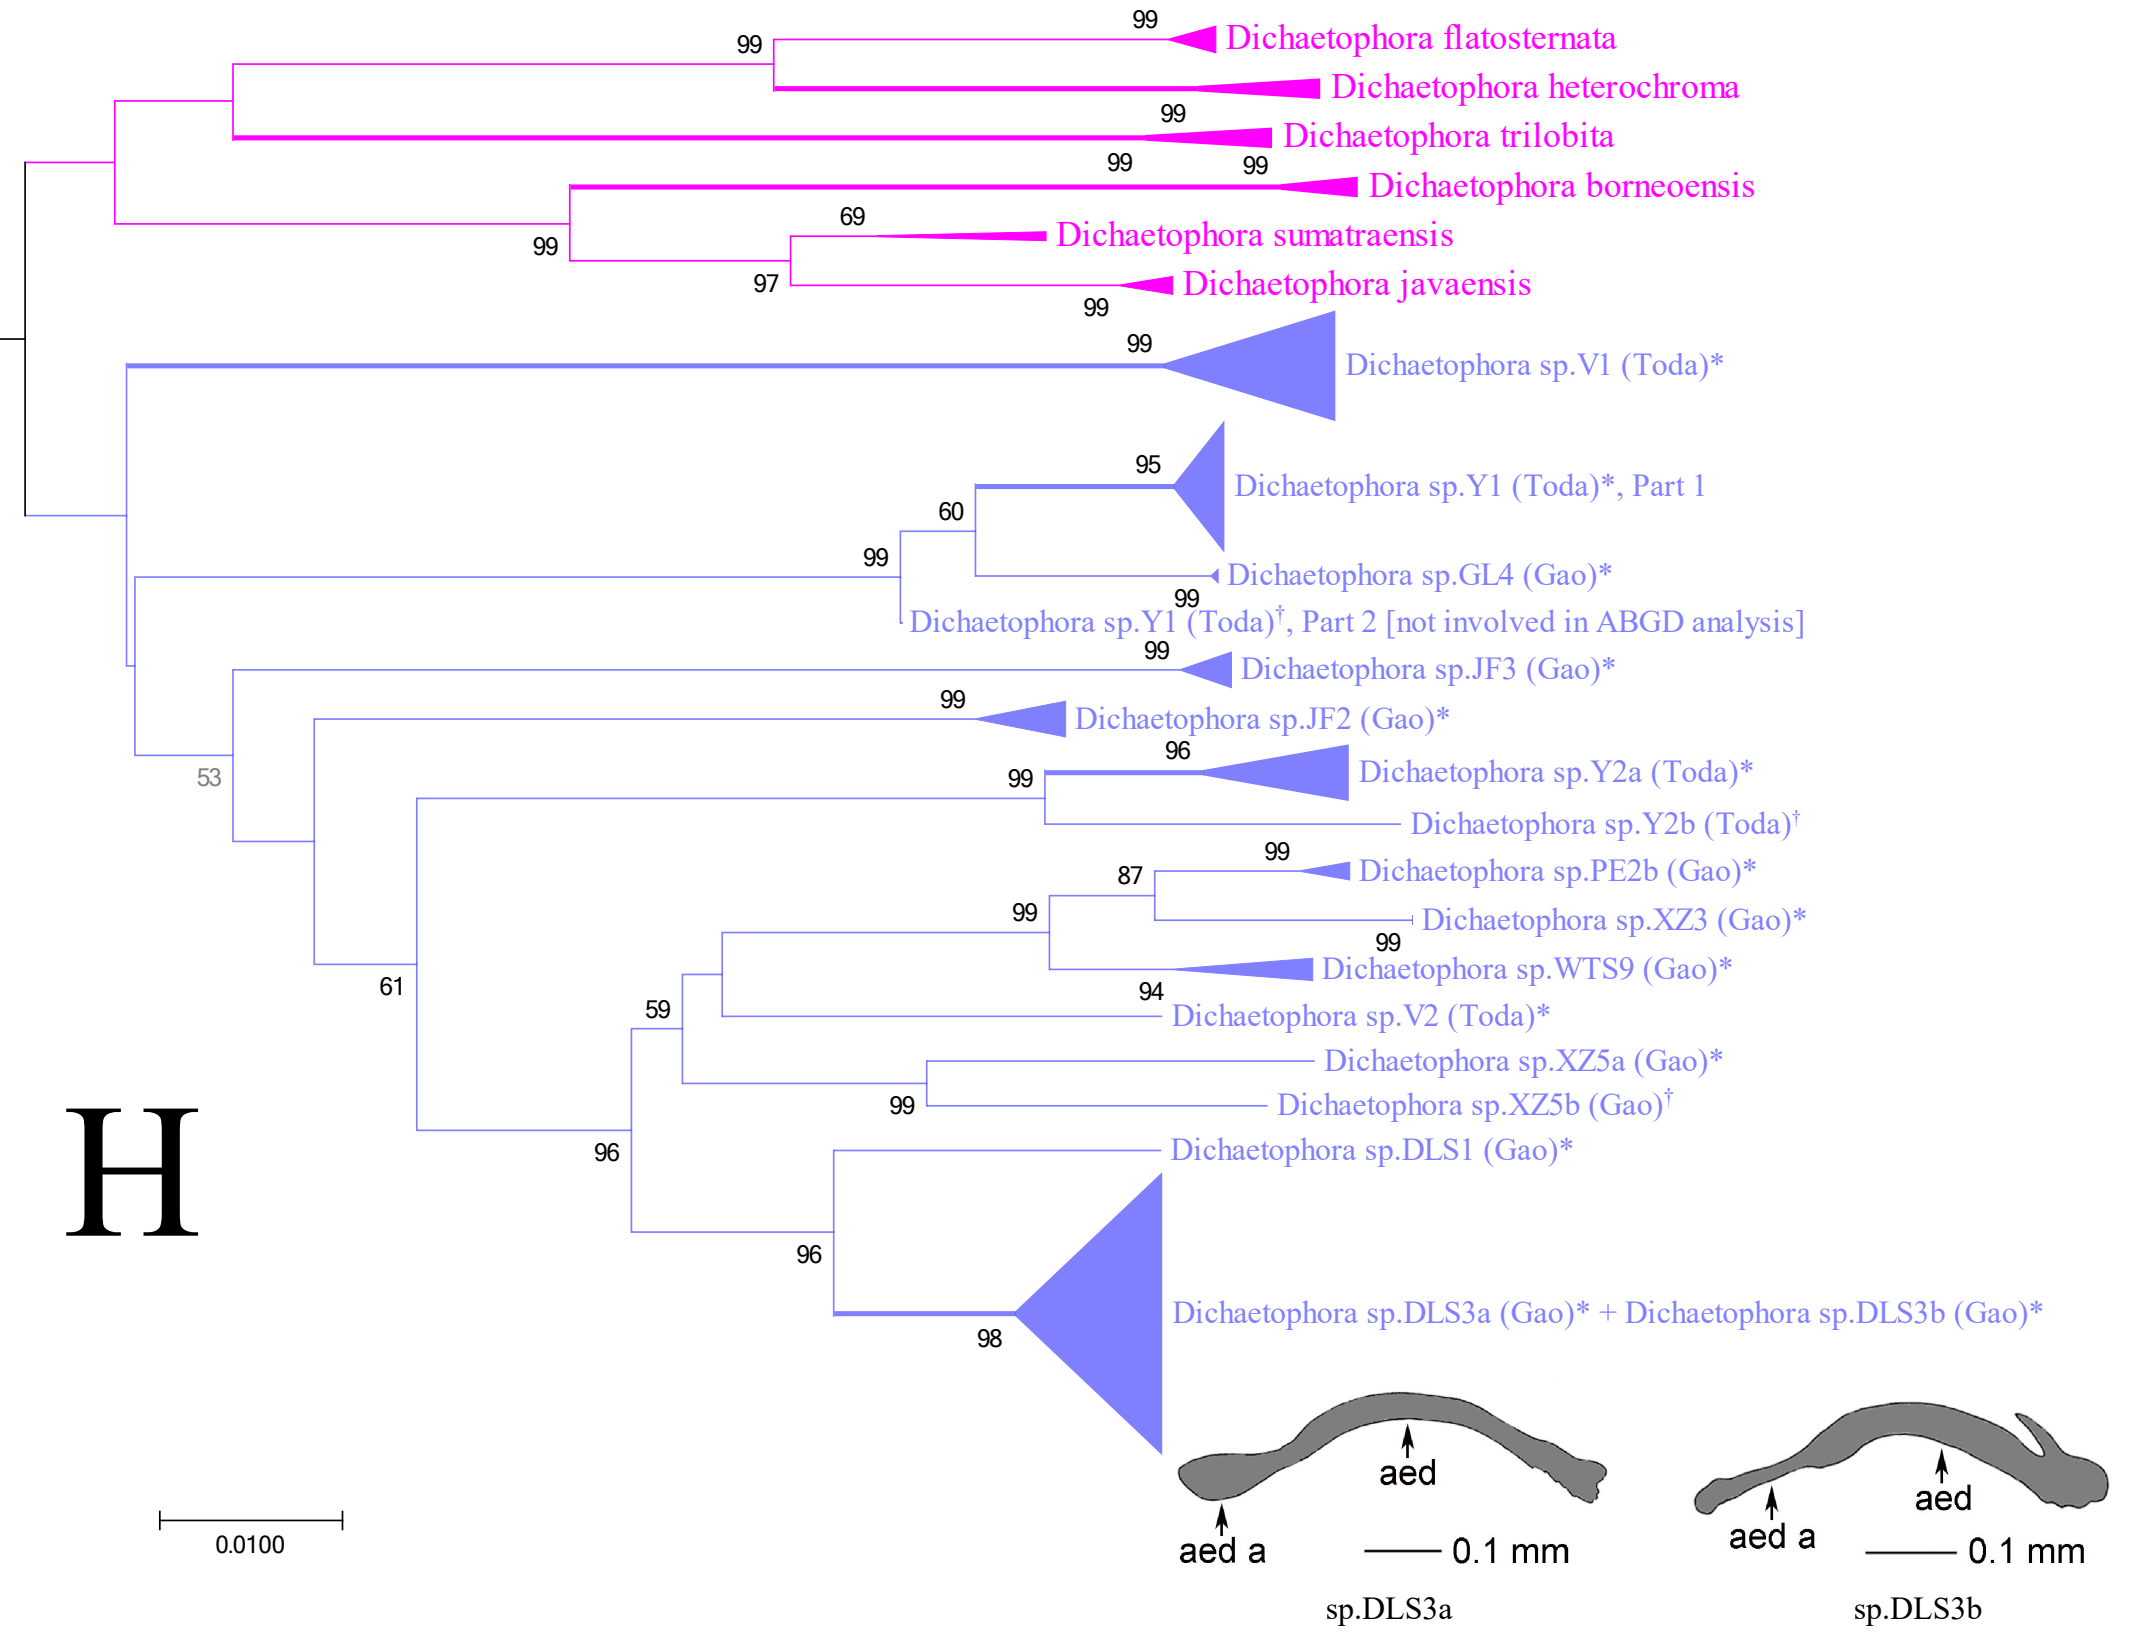 99
99
Dichaetophora flatosternata
Dichaetophora heterochroma
99
Dichaetophora trilobita
99
99
Dichaetophora borneoensis
69
Dichaetophora sumatraensis
99
97
Dichaetophora javaensis
99
99
Dichaetophora sp.V1 (Toda)*
95
Dichaetophora sp.Y1 (Toda)*, Part 1
60
99
Dichaetophora sp.GL4 (Gao)*
99
Dichaetophora sp.Y1 (Toda)†, Part 2 [not involved in ABGD analysis]
99
Dichaetophora sp.JF3 (Gao)*
99
Dichaetophora sp.JF2 (Gao)*
53
96
99
Dichaetophora sp.Y2a (Toda)*
Dichaetophora sp.Y2b (Toda)†
99
87
Dichaetophora sp.PE2b (Gao)*
99
Dichaetophora sp.XZ3 (Gao)*
99
Dichaetophora sp.WTS9 (Gao)*
61
94
59
Dichaetophora sp.V2 (Toda)*
Dichaetophora sp.XZ5a (Gao)*
99
Dichaetophora sp.XZ5b (Gao)†
H
96
Dichaetophora sp.DLS1 (Gao)*
96
Dichaetophora sp.DLS3a (Gao)* + Dichaetophora sp.DLS3b (Gao)*
98
aed
aed
aed a
aed a
0.0100
0.1 mm
0.1 mm
sp.DLS3a
sp.DLS3b